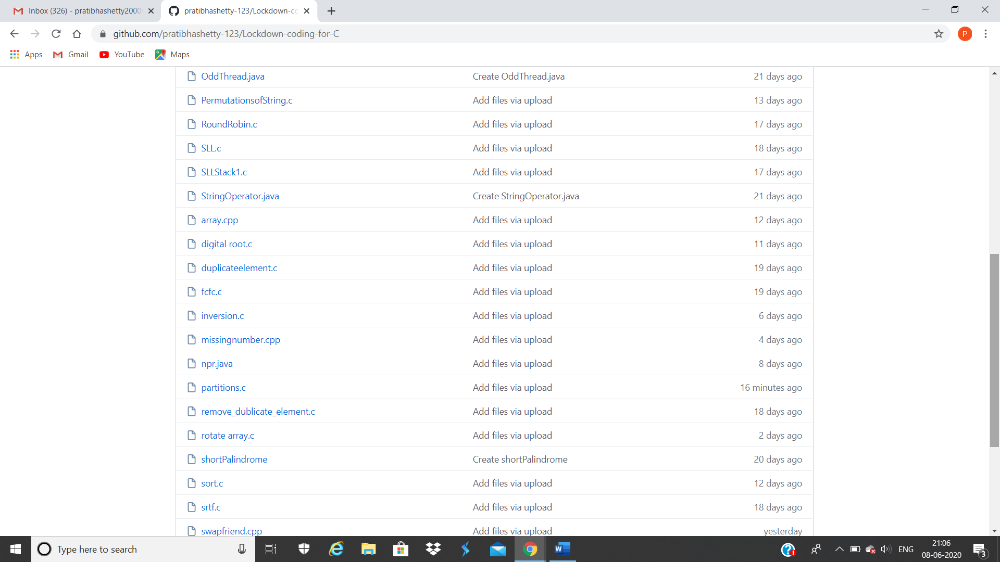 Inbox (326) - pratibhashetty2000
pratibhashetty-123/Lockdown-co
github.com/pratibhashetty-123/Lockdown-coding-for-C
P
Apps Gmail YouTube Maps
OddThread.java Create OddThread.java 21 days ago
PermutationsofString.c Add files via upload 13 days ago
RoundRobin.c Add files via upload 17 days ago
SLL.c Add files via upload 18 days ago
SLLStack1.c Add files via upload 17 days ago
StringOperator.java Create StringOperator.java 21 days ago
array.cpp Add files via upload 12 days ago
digital root.c Add files via upload 11 days ago
duplicateelement.c Add files via upload 19 days ago
fcfc.c Add files via upload 19 days ago
inversion.c Add files via upload 6 days ago
missingnumber.cpp Add files via upload 4 days ago
npr.java Add files via upload 8 days ago
partitions.c Add files via upload 16 minutes ago
remove_dublicate_element.c Add files via upload 18 days ago
rotate array.c Add files via upload 2 days ago
shortPalindrome Create shortPalindrome 20 days ago
sort.c Add files via upload 12 days ago
srtf.c Add files via upload 18 days ago
swapfriend.cpp Add files via upload yesterday
Type here to search
ENG
21:06
08-06-2020
3